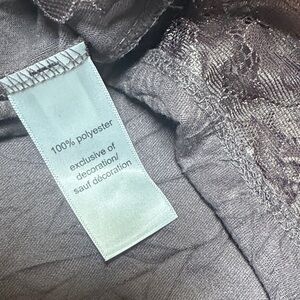 100% polyester
exclusive of
decoration/
sauf décoration